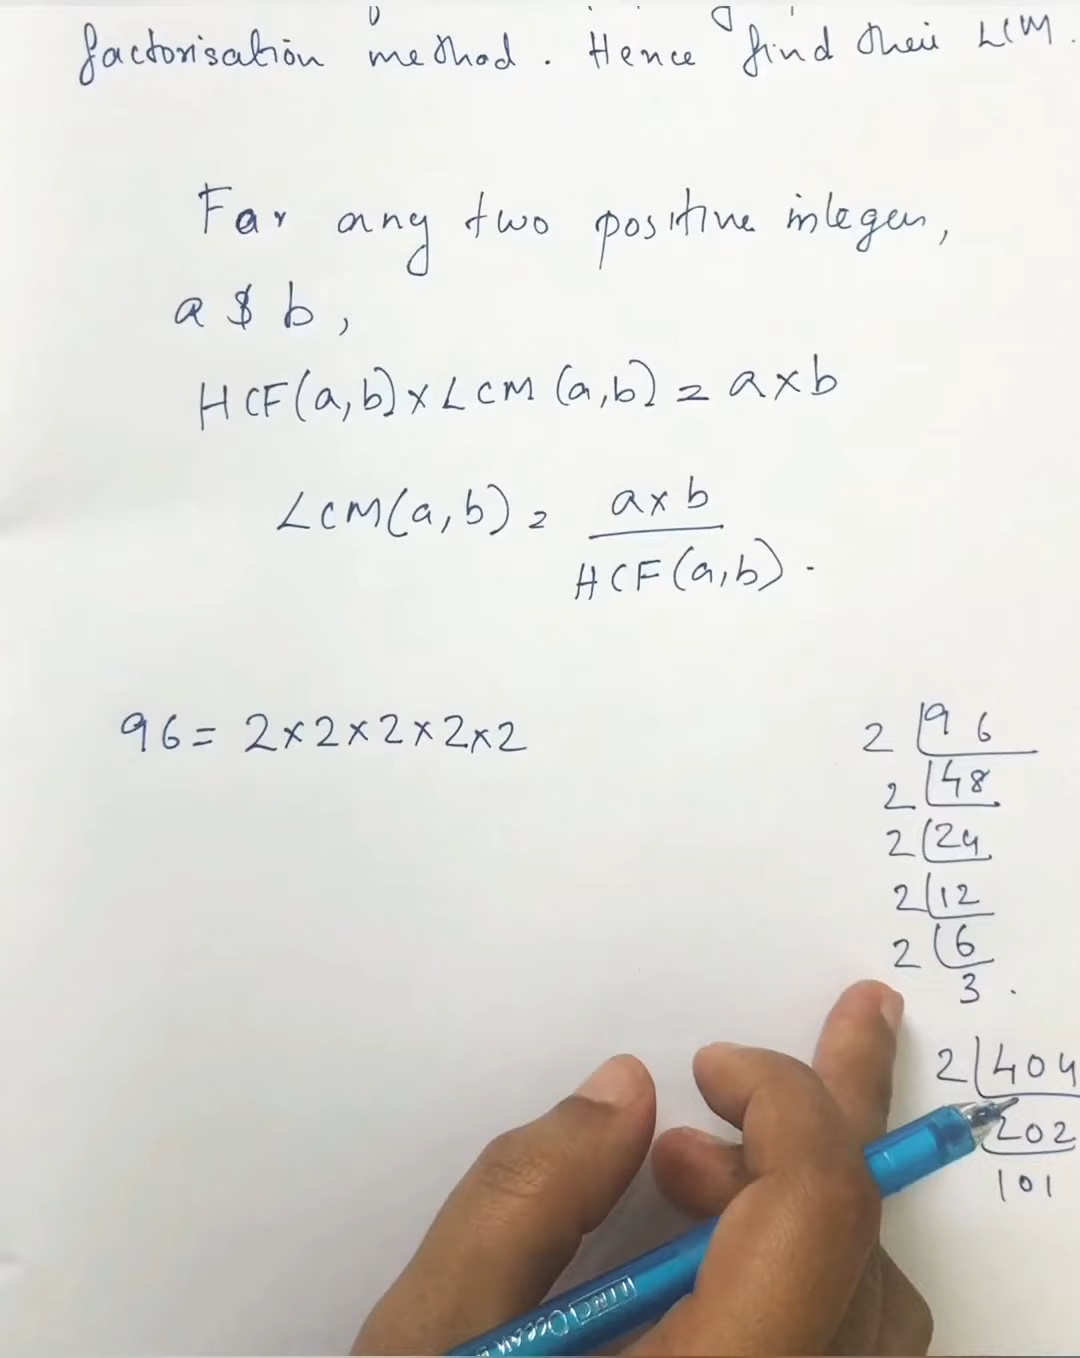 factorisation method. Hence find their LCM.
For any two positive integers,
a $ b,
HCF(a,b) x LCM (a,b) = a x b
LCM(a,b) = a x b
HCF(a,b).
96 = 2 x 2 x 2 x 2 x 2
2 96
2 48
2 24
2 12
2 6
3.
2 404
202
101